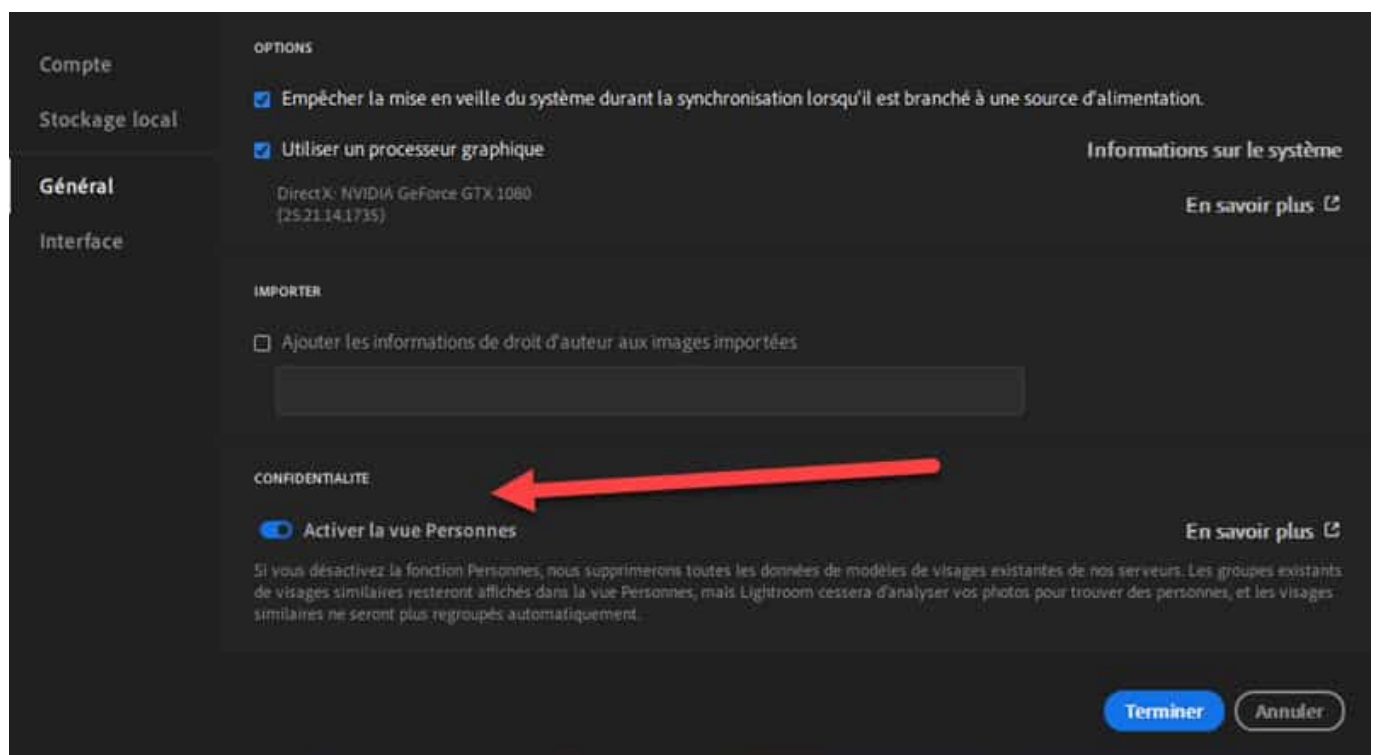 Compte
Stockage local
Général
Interface
OPTIONS
Empêcher la mise en veille du système durant la synchronisation lorsqu'il est branché à une source d'alimentation.
Utiliser un processeur graphique
Informations sur le système
DirectX: NVIDIA GeForce GTX 1080
(25.21.14.1735)
En savoir plus
IMPORTER
Ajouter les informations de droit d'auteur aux images importées
CONFIDENTIALITE
Activer la vue Personnes
En savoir plus
Si vous désactivez la fonction Personnes, nous supprimerons toutes les données de modèles de visages existantes de nos serveurs. Les groupes existants
de visages similaires resteront affichés dans la vue Personnes, mais Lightroom cessera d'analyser vos photos pour trouver des personnes, et les visages
similaires ne seront plus regroupés automatiquement.
Terminer
Annuler